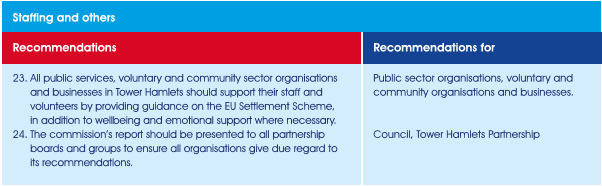 Staffing and others
Recommendations
Recommendations for
23. All public services, voluntary and community sector organisations
and businesses in Tower Hamlets should support their staff and
volunteers by providing guidance on the EU Settlement Scheme,
in addition to wellbeing and emotional support where necessary.
Public sector organisations, voluntary and
community organisations and businesses.
24. The commission's report should be presented to all partnership
boards and groups to ensure all organisations give due regard to
its recommendations.
Council, Tower Hamlets Partnership